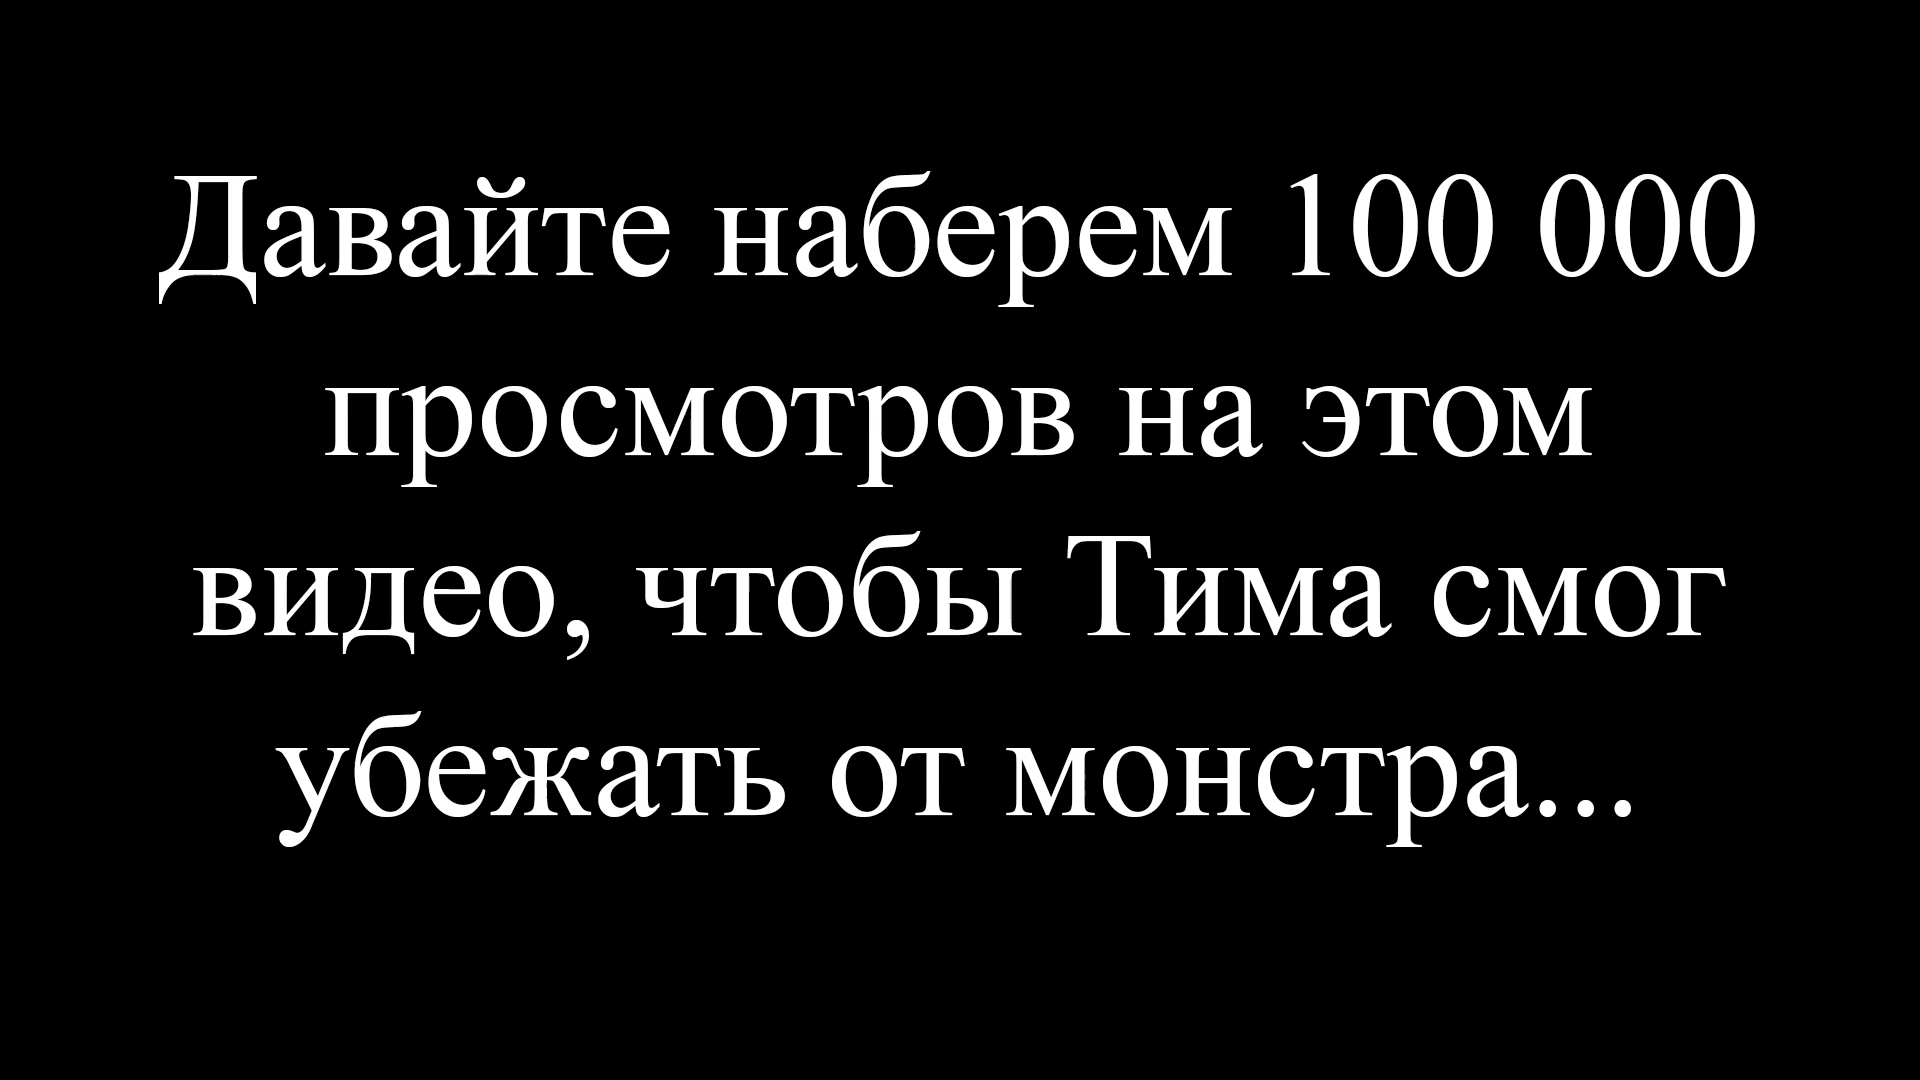 Давайте наберем 100 000
просмотров на этом
видео, чтобы Тима смог
убежать от монстра...